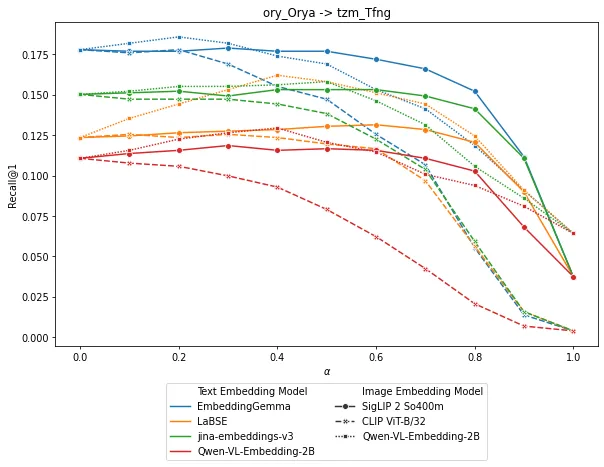 ory_Orya -> tzm_Tfng
Recall@1
0.175
0.150
0.125
0.100
0.075
0.050
0.025
0.000
0.0 0.2 0.4 0.6 0.8 1.0
α
Text Embedding Model Image Embedding Model
EmbeddingGemma SigLIP 2 So400m
LaBSE CLIP ViT-B/32
jina-embeddings-v3 Qwen-VL-Embedding-2B
Qwen-VL-Embedding-2B